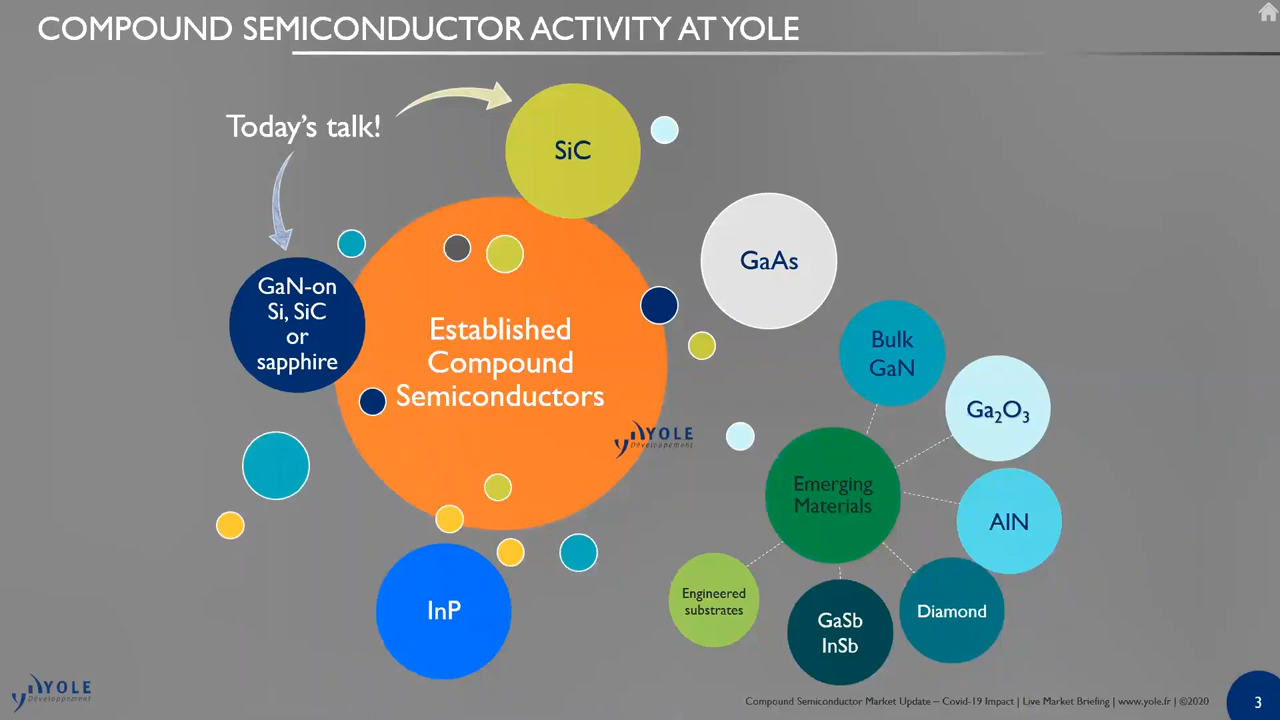 COMPOUND SEMICONDUCTOR ACTIVITY AT YOLE
Today's talk!
SiC
GaAs
GaN-on
Si, SiC
or
sapphire
Established
Compound
Semiconductors
Bulk
GaN
Ga₂O₃
YOLE
Développement
Emerging
Materials
AlN
Engineered
substrates
GaSb
InSb
Diamond
InP
YOLE
Développement
Compound Semiconductor Market Update – Covid-19 Impact | Live Market Briefing | www.yole.fr | ©2020
3